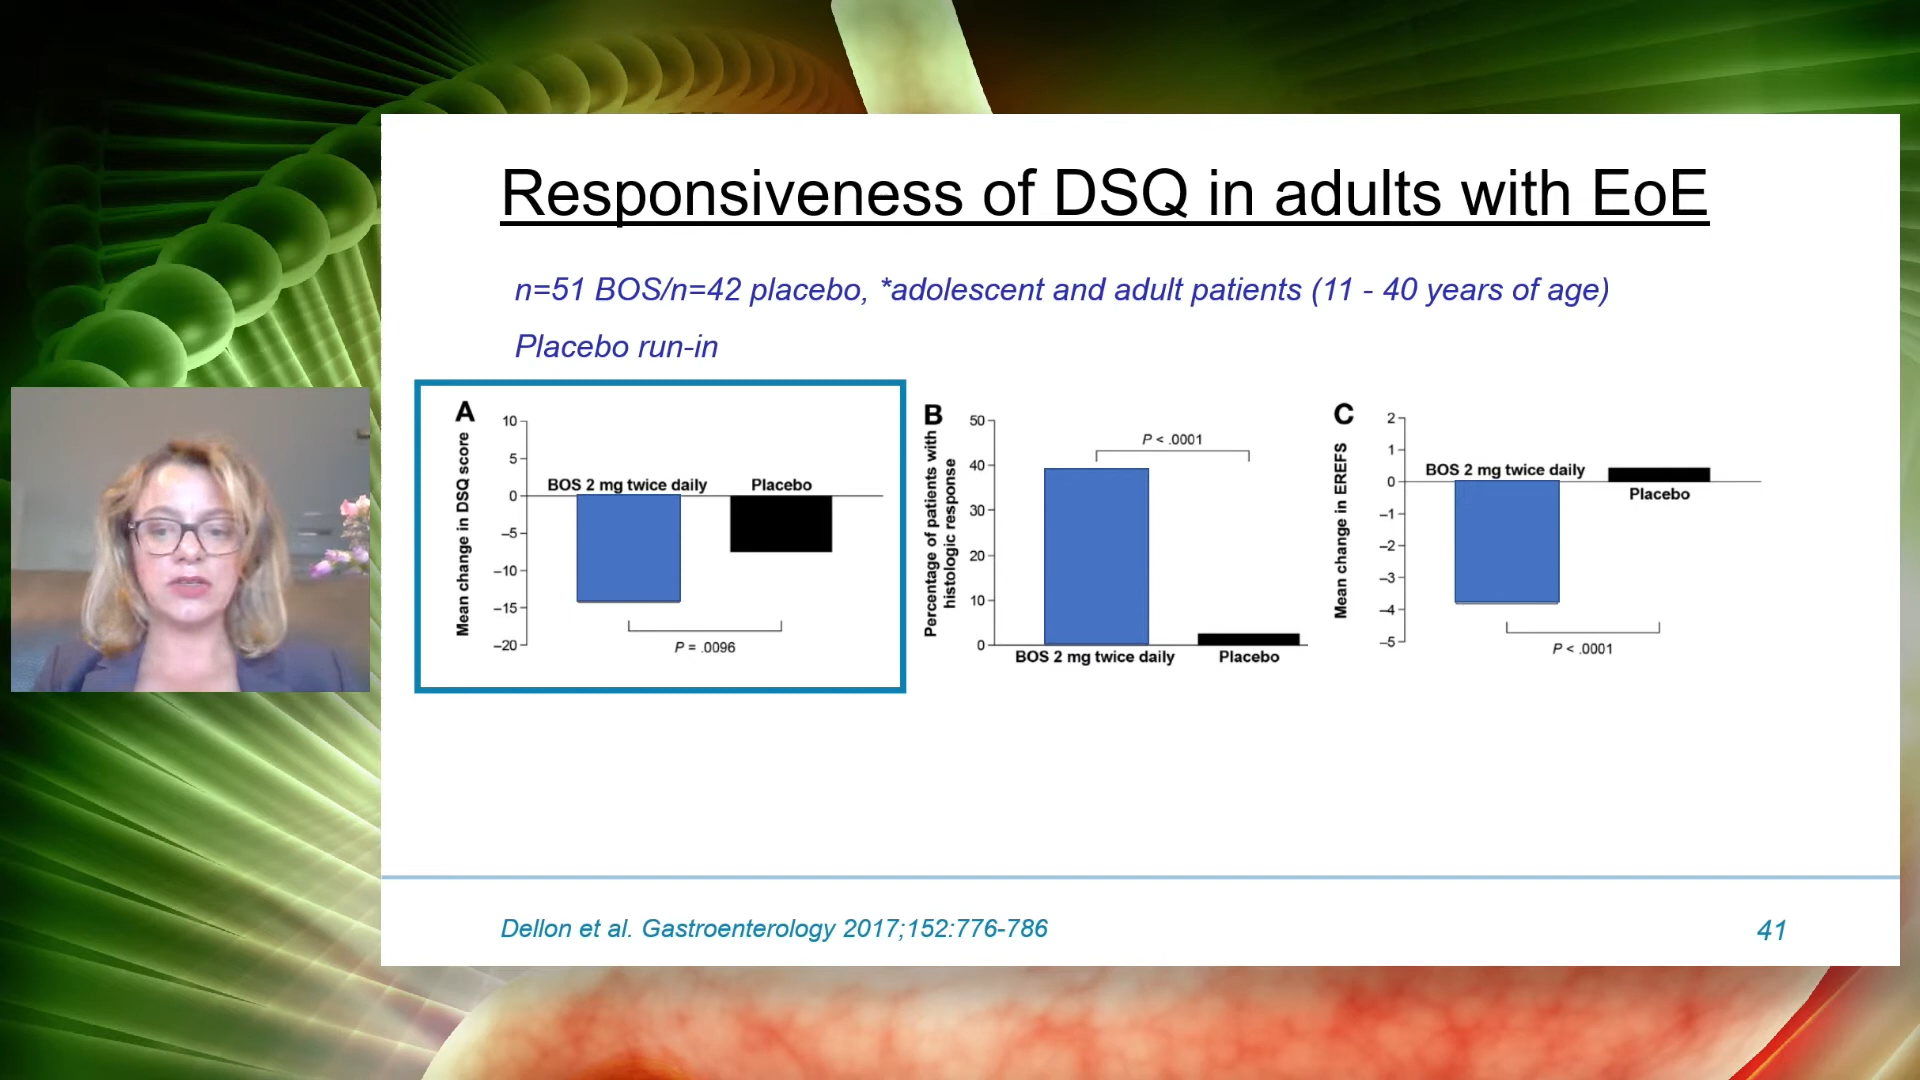 Responsiveness of DSQ in adults with EoE
n=51 BOS/n=42 placebo, *adolescent and adult patients (11 - 40 years of age)
Placebo run-in
A
Mean change in DSQ score
10
5
0
–5
–10
–15
–20
BOS 2 mg twice daily
Placebo
P = .0096
B
Percentage of patients with
histologic response
50
40
30
20
10
0
P < .0001
BOS 2 mg twice daily
Placebo
C
Mean change in EREFS
2
1
0
–1
–2
–3
–4
–5
BOS 2 mg twice daily
Placebo
P < .0001
Dellon et al. Gastroenterology 2017;152:776-786
41